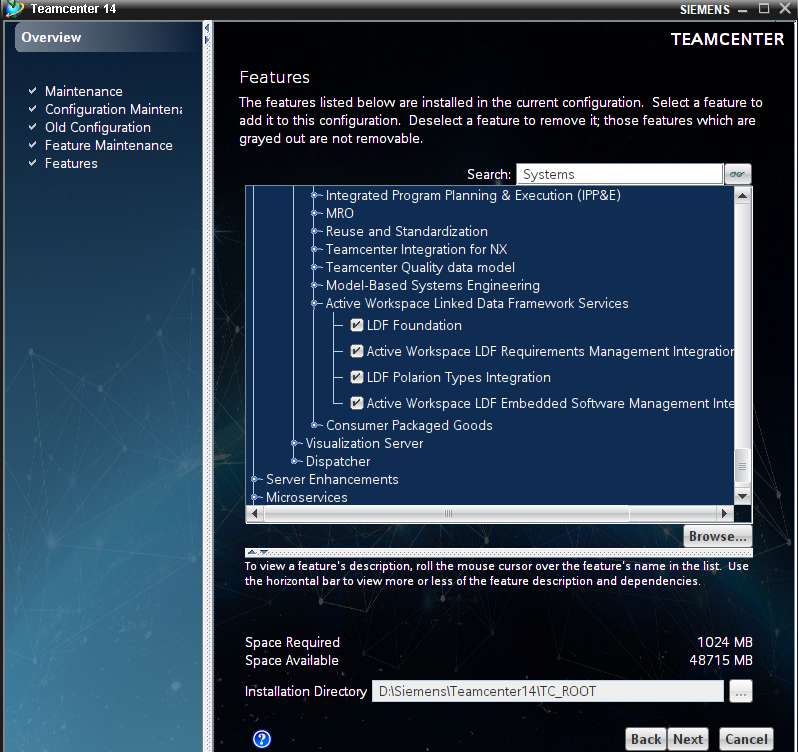 Teamcenter 14
SIEMENS
Overview
TEAMCENTER
Maintenance
Configuration Maintena
Old Configuration
Feature Maintenance
Features
Features
The features listed below are installed in the current configuration. Select a feature to
add it to this configuration. Deselect a feature to remove it; those features which are
grayed out are not removable.
Search: Systems
Integrated Program Planning & Execution (IPP&E)
MRO
Reuse and Standardization
Teamcenter Integration for NX
Teamcenter Quality data model
Model-Based Systems Engineering
Active Workspace Linked Data Framework Services
LDF Foundation
Active Workspace LDF Requirements Management Integration
LDF Polarion Types Integration
Active Workspace LDF Embedded Software Management Inte
Consumer Packaged Goods
Visualization Server
Dispatcher
Server Enhancements
Microservices
Browse...
To view a feature's description, roll the mouse cursor over the feature's name in the list. Use
the horizontal bar to view more or less of the feature description and dependencies.
Space Required 1024 MB
Space Available 48715 MB
Installation Directory D:\Siemens\Teamcenter14\TC_ROOT ...
? Back Next Cancel